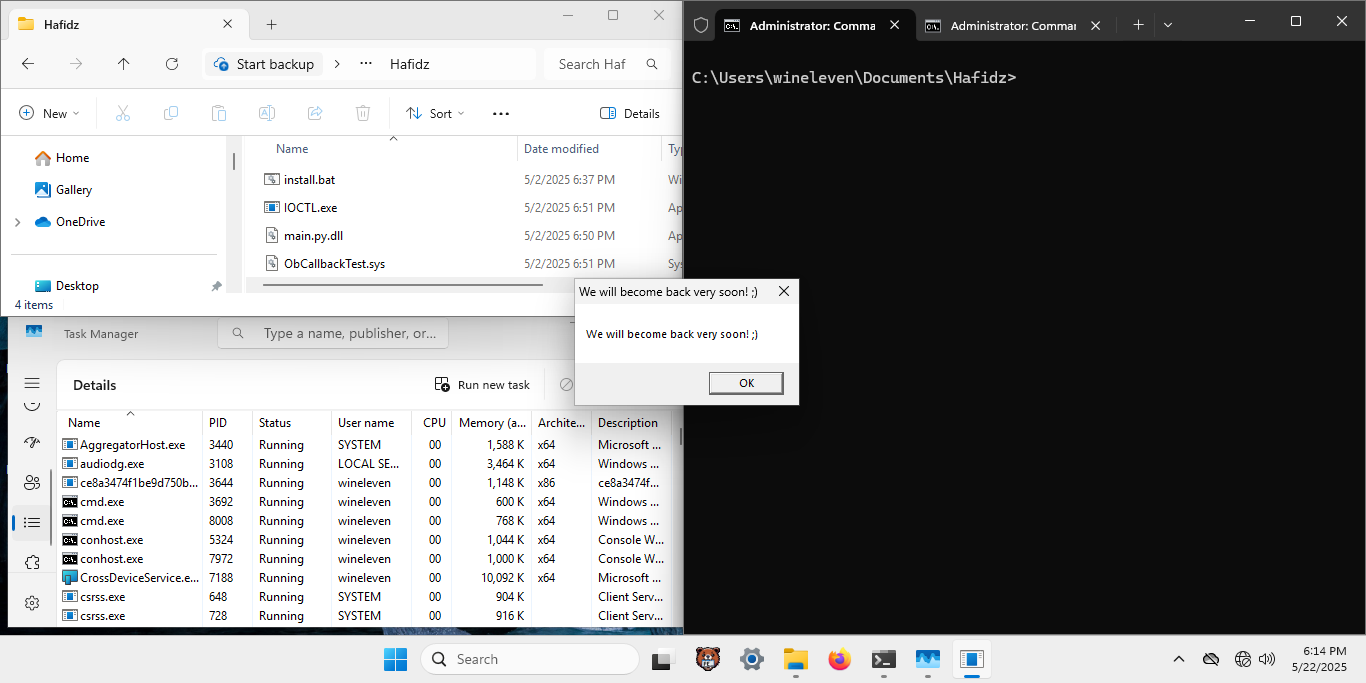 Hafidz
Administrator: Comma
Administrator: Commar
Start backup
Hafidz
Search Haf
C:\Users\wineleven\Documents\Hafidz>
New
Sort
Details
Home
Gallery
OneDrive
Desktop
4 items
Name Date modified Typ
install.bat 5/2/2025 6:37 PM Wi
IOCTL.exe 5/2/2025 6:51 PM Ap
main.py.dll 5/2/2025 6:50 PM Ap
ObCallbackTest.sys 5/2/2025 6:51 PM Sys
We will become back very soon! ;)
We will become back very soon! ;)
OK
Task Manager
Type a name, publisher, or...
Details
Run new task
Name PID Status User name CPU Memory (a... Archite... Description
AggregatorHost.exe 3440 Running SYSTEM 00 1,588 K x64 Microsoft ...
audiodg.exe 3108 Running LOCAL SE... 00 3,464 K x64 Windows ...
ce8a3474f1be9d750b... 3644 Running wineleven 00 1,148 K x86 ce8a3474f...
cmd.exe 3692 Running wineleven 00 600 K x64 Windows ...
cmd.exe 8008 Running wineleven 00 768 K x64 Windows ...
conhost.exe 5324 Running wineleven 00 1,044 K x64 Console W...
conhost.exe 7972 Running wineleven 00 1,000 K x64 Console W...
CrossDeviceService.e... 7188 Running wineleven 00 10,092 K x64 Microsoft ...
csrss.exe 648 Running SYSTEM 00 904 K Client Serv...
csrss.exe 728 Running SYSTEM 00 916 K Client Serv...
Search
6:14 PM
5/22/2025